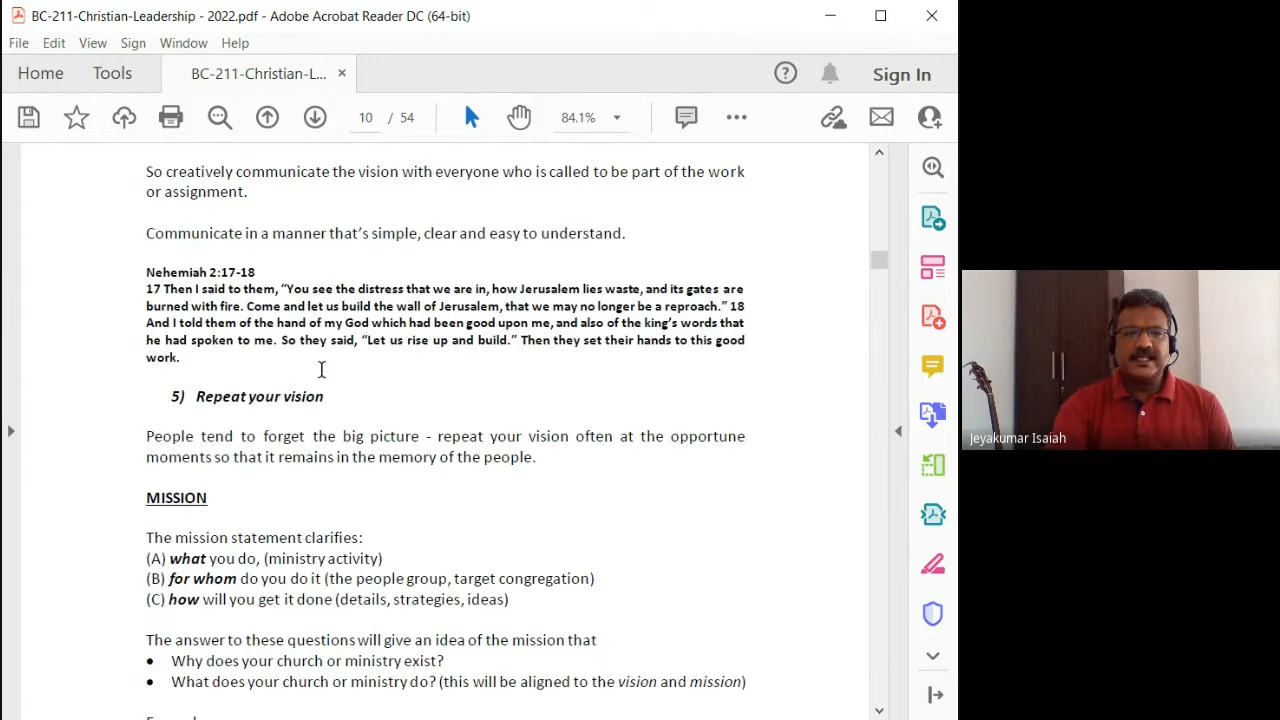 BC-211-Christian-Leadership - 2022.pdf - Adobe Acrobat Reader DC (64-bit)
File Edit View Sign Window Help
Home Tools BC-211-Christian-L... × Sign In
10 / 54 84.1%
So creatively communicate the vision with everyone who is called to be part of the work
or assignment.
Communicate in a manner that's simple, clear and easy to understand.
Nehemiah 2:17-18
17 Then I said to them, “You see the distress that we are in, how Jerusalem lies waste, and its gates are
burned with fire. Come and let us build the wall of Jerusalem, that we may no longer be a reproach.” 18
And I told them of the hand of my God which had been good upon me, and also of the king’s words that
he had spoken to me. So they said, “Let us rise up and build.” Then they set their hands to this good
work.
5) Repeat your vision
People tend to forget the big picture - repeat your vision often at the opportune
moments so that it remains in the memory of the people.
MISSION
The mission statement clarifies:
(A) what you do, (ministry activity)
(B) for whom do you do it (the people group, target congregation)
(C) how will you get it done (details, strategies, ideas)
The answer to these questions will give an idea of the mission that
• Why does your church or ministry exist?
• What does your church or ministry do? (this will be aligned to the vision and mission)
Jeyakumar Isaiah